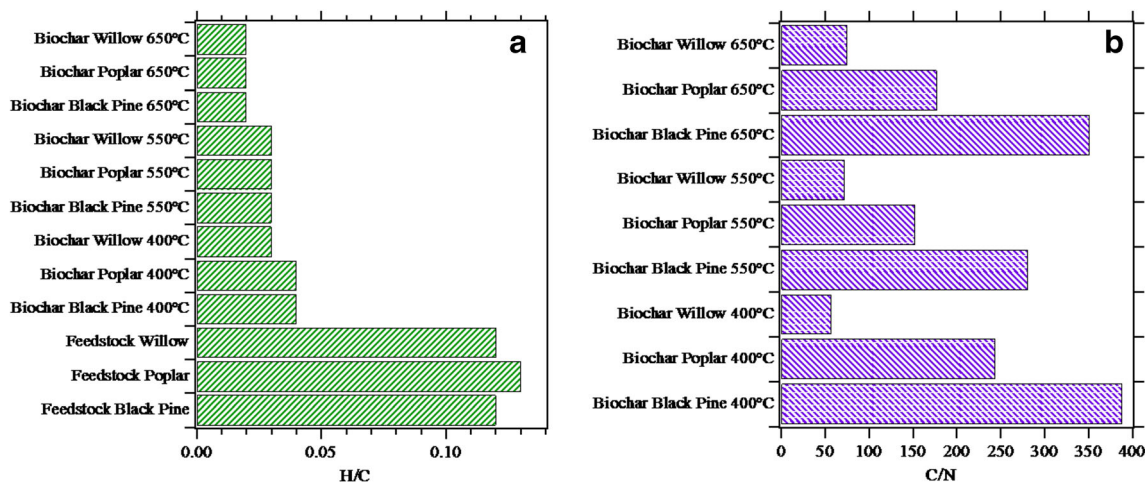 a
Biochar Willow 650°C
Biochar Poplar 650°C
Biochar Black Pine 650°C
Biochar Willow 550°C
Biochar Poplar 550°C
Biochar Black Pine 550°C
Biochar Willow 400°C
Biochar Poplar 400°C
Biochar Black Pine 400°C
Feedstock Willow
Feedstock Poplar
Feedstock Black Pine
0.00 0.05 0.10
H/C
b
Biochar Willow 650°C
Biochar Poplar 650°C
Biochar Black Pine 650°C
Biochar Willow 550°C
Biochar Poplar 550°C
Biochar Black Pine 550°C
Biochar Willow 400°C
Biochar Poplar 400°C
Biochar Black Pine 400°C
0 50 100 150 200 250 300 350 400
C/N